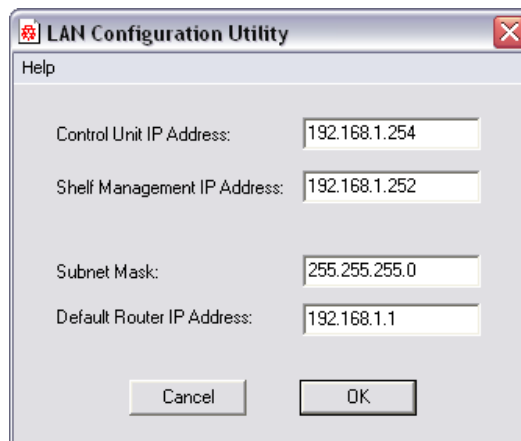 LAN Configuration Utility
Help
Control Unit IP Address: 192.168.1.254
Shelf Management IP Address: 192.168.1.252
Subnet Mask: 255.255.255.0
Default Router IP Address: 192.168.1.1
Cancel OK